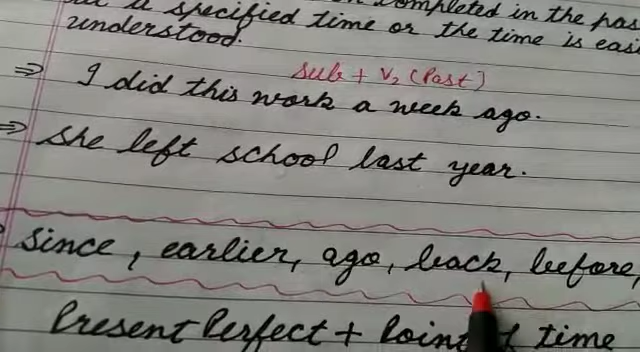 a specified time or the time is
understood.
Sub + V2 (Past)
⇒ I did this work a week ago.
⇒ She left school last year.
Since, earlier, ago, back, before,
Present Perfect + Point of time